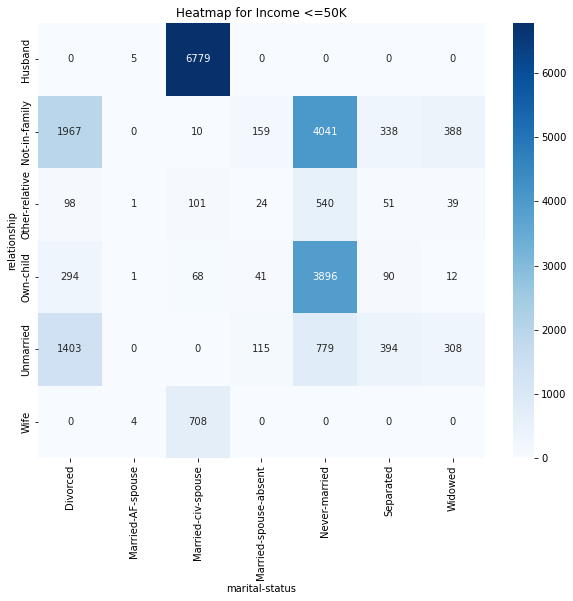 Heatmap for Income <=50K
relationship
Husband
0 5 6779 0 0 0 0
Not-in-family
1967 0 10 159 4041 338 388
Other-relative
98 1 101 24 540 51 39
Own-child
294 1 68 41 3896 90 12
Unmarried
1403 0 0 115 779 394 308
Wife
0 4 708 0 0 0 0
Divorced
Married-AF-spouse
Married-civ-spouse
Married-spouse-absent
Never-married
Separated
Widowed
marital-status
6000
5000
4000
3000
2000
1000
0